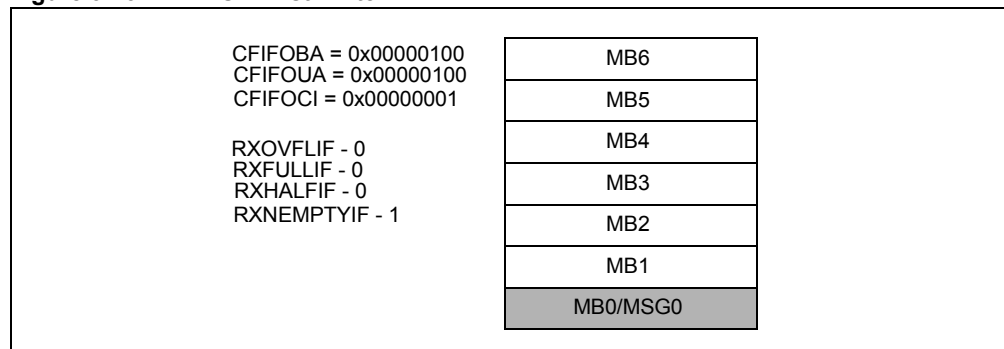 CFIFOBA = 0x00000100
CFIFOUA = 0x00000100
CFIFOCI = 0x00000001
RXOVFLIF - 0
RXFULLIF - 0
RXHALFIF - 0
RXNEMPTYIF - 1
MB6
MB5
MB4
MB3
MB2
MB1
MB0/MSG0